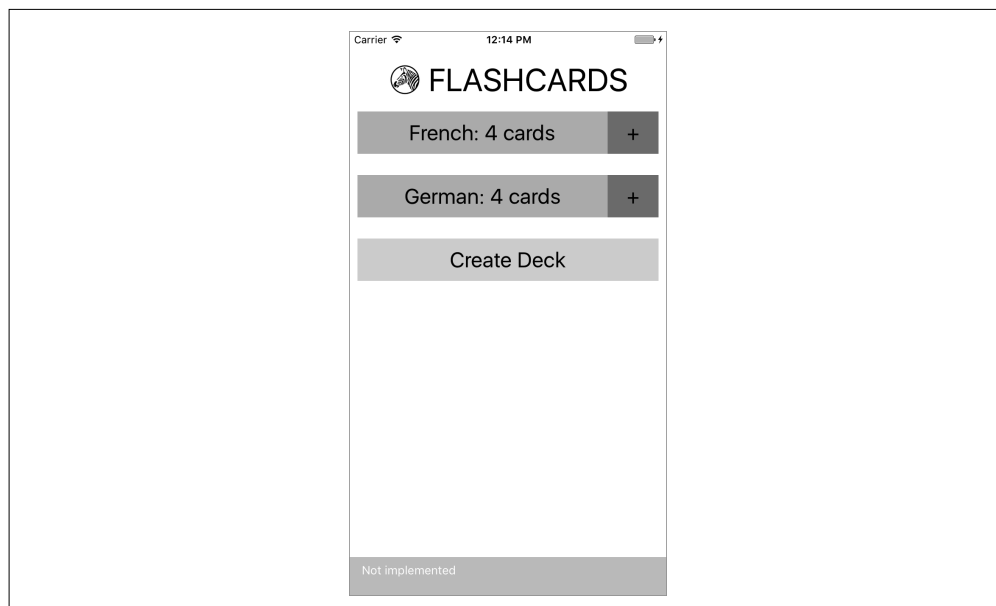 Carrier 12:14 PM
FLASHCARDS
French: 4 cards +
German: 4 cards +
Create Deck
Not implemented